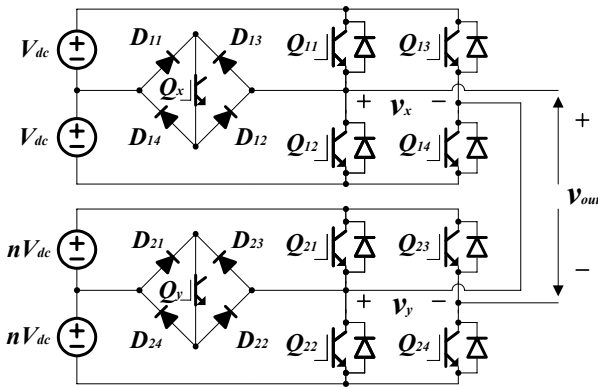 D11 D13 Q11 Q13
Vdc
Qx
+ vx −
Vdc
D14 D12 Q12 Q14
+
vout
−
D21 D23 Q21 Q23
nVdc
Qy
+ vy −
nVdc
D24 D22 Q22 Q24